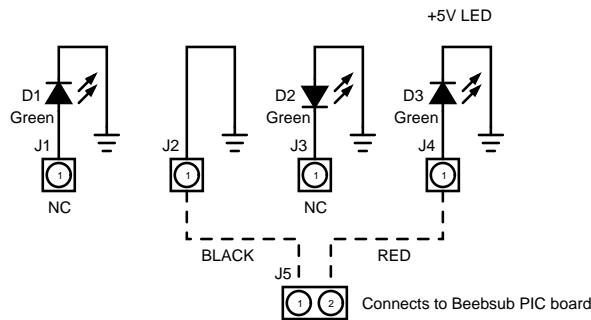 +5V LED
D1
Green
D2
Green
D3
Green
J1
J2
J3
J4
1
1
1
1
NC
NC
BLACK
RED
J5
1
2
Connects to Beebsub PIC board